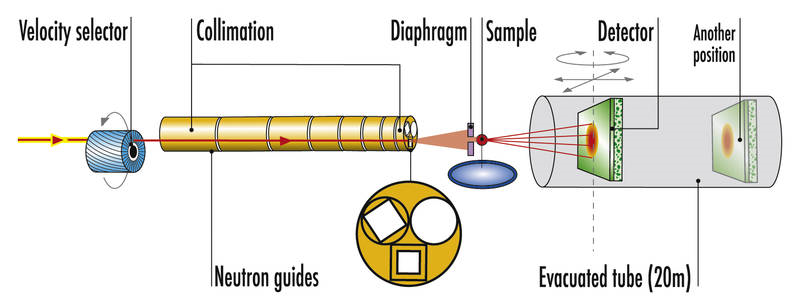 Velocity selector
Collimation
Diaphragm
Sample
Detector
Another
position
Neutron guides
Evacuated tube (20m)